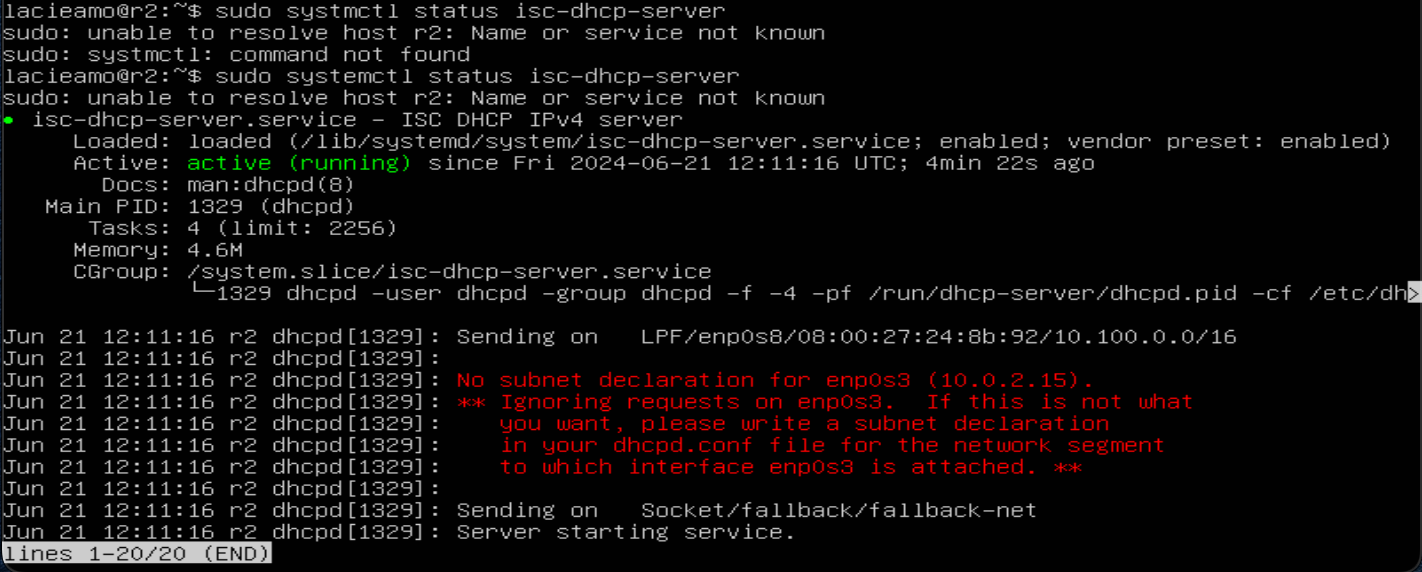 lacieamo@r2:~$ sudo systmctl status isc-dhcp-server
sudo: unable to resolve host r2: Name or service not known
sudo: systmctl: command not found
lacieamo@r2:~$ sudo systemctl status isc-dhcp-server
sudo: unable to resolve host r2: Name or service not known
● isc-dhcp-server.service - ISC DHCP IPv4 server
     Loaded: loaded (/lib/systemd/system/isc-dhcp-server.service; enabled; vendor preset: enabled)
     Active: active (running) since Fri 2024-06-21 12:11:16 UTC; 4min 22s ago
       Docs: man:dhcpd(8)
   Main PID: 1329 (dhcpd)
      Tasks: 4 (limit: 2256)
     Memory: 4.6M
     CGroup: /system.slice/isc-dhcp-server.service
             └─1329 dhcpd -user dhcpd -group dhcpd -f -4 -pf /run/dhcp-server/dhcpd.pid -cf /etc/dh>
Jun 21 12:11:16 r2 dhcpd[1329]: Sending on   LPF/enp0s8/08:00:27:24:8b:92/10.100.0.0/16
Jun 21 12:11:16 r2 dhcpd[1329]:
Jun 21 12:11:16 r2 dhcpd[1329]: No subnet declaration for enp0s3 (10.0.2.15).
Jun 21 12:11:16 r2 dhcpd[1329]: ** Ignoring requests on enp0s3.  If this is not what
Jun 21 12:11:16 r2 dhcpd[1329]:    you want, please write a subnet declaration
Jun 21 12:11:16 r2 dhcpd[1329]:    in your dhcpd.conf file for the network segment
Jun 21 12:11:16 r2 dhcpd[1329]:    to which interface enp0s3 is attached. **
Jun 21 12:11:16 r2 dhcpd[1329]:
Jun 21 12:11:16 r2 dhcpd[1329]: Sending on   Socket/fallback/fallback-net
Jun 21 12:11:16 r2 dhcpd[1329]: Server starting service.
lines 1-20/20 (END)